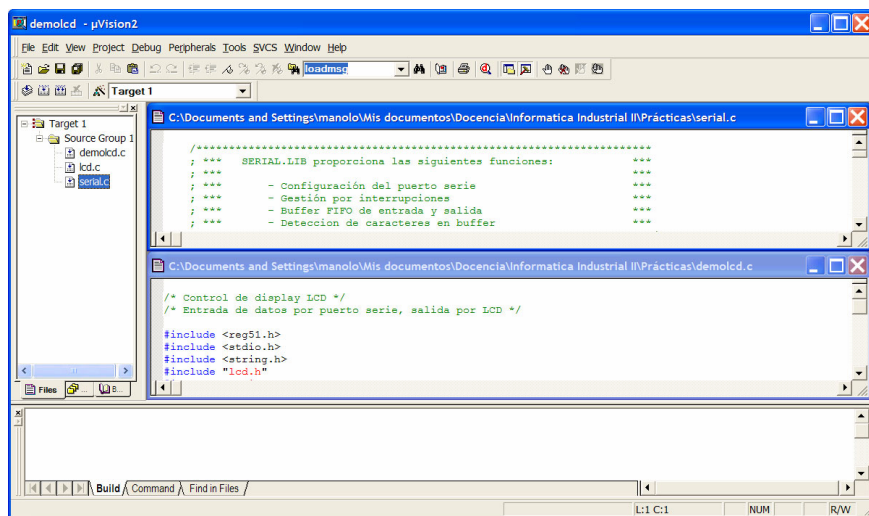 demolcd - µVision2
File Edit View Project Debug Peripherals Tools SVCS Window Help
loadmsg
Target 1
Target 1
Source Group 1
demolcd.c
lcd.c
serial.c
Files
B...
C:\Documents and Settings\manolo\Mis documentos\Docencia\Informatica Industrial II\Prácticas\serial.c
/*********************************************************************
; *** SERIAL.LIB proporciona las siguientes funciones: ***
; *** ***
; *** - Configuración del puerto serie ***
; *** - Gestión por interrupciones ***
; *** - Buffer FIFO de entrada y salida ***
; *** - Deteccion de caracteres en buffer ***
C:\Documents and Settings\manolo\Mis documentos\Docencia\Informatica Industrial II\Prácticas\demolcd.c
/* Control de display LCD */
/* Entrada de datos por puerto serie, salida por LCD */
#include <reg51.h>
#include <stdio.h>
#include <string.h>
#include "lcd.h"
Build Command Find in Files
L:1 C:1 NUM R/W